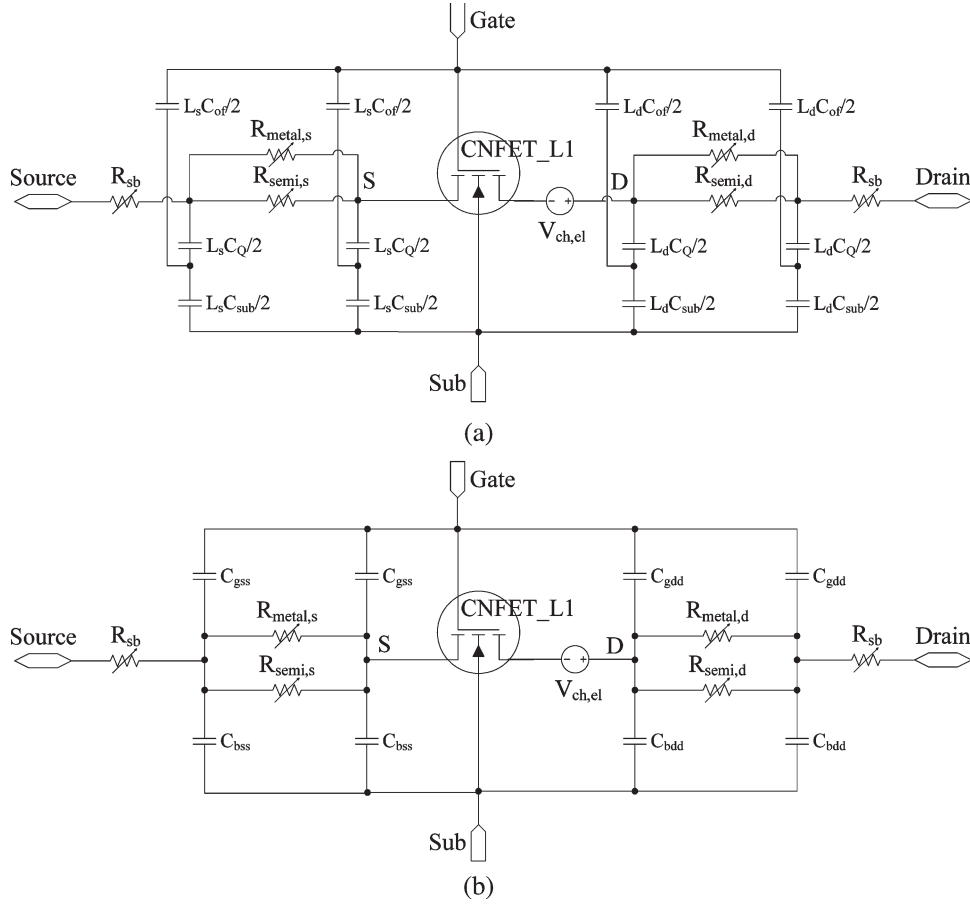 Gate
LsCof/2 LsCof/2 LdCof/2 LdCof/2
Rmetal,s CNFET_L1 Rmetal,d
Source Rsb Rsemi,s S D Rsemi,d Rsb Drain
Vch,el
LsCQ/2 LsCQ/2 LdCQ/2 LdCQ/2
LsCsub/2 LsCsub/2 LdCsub/2 LdCsub/2
Sub
(a)
Gate
Cgss Cgss Cgdd Cgdd
Rmetal,s CNFET_L1 Rmetal,d
Source Rsb S D Rsb Drain
Rsemi,s Rsemi,d
Vch,el
Cbss Cbss Cbdd Cbdd
Sub
(b)